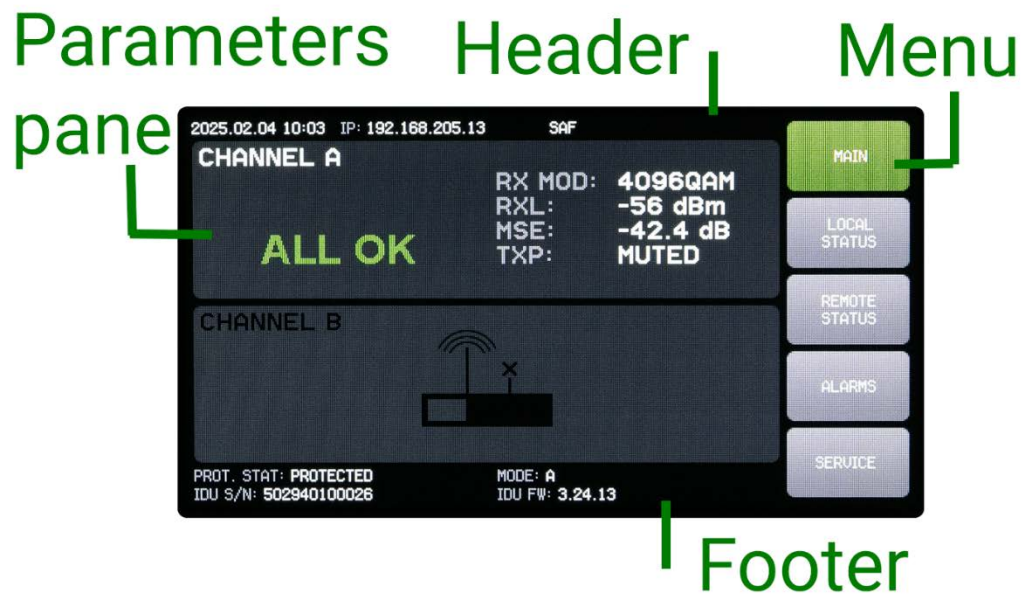 Parameters
pane
Header
Menu
2025.02.04 10:03 IP: 192.168.205.13 SAF
CHANNEL A
ALL OK
RX MOD: 4096QAM
RXL: -56 dBm
MSE: -42.4 dB
TXP: MUTED
CHANNEL B
PROT. STAT: PROTECTED
IDU S/N: 502940100026
MODE: A
IDU FW: 3.24.13
MAIN
LOCAL
STATUS
REMOTE
STATUS
ALARMS
SERVICE
Footer